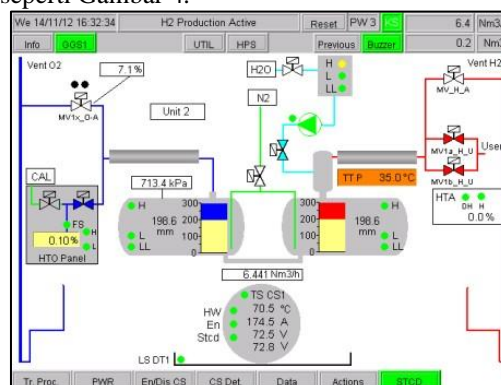 seperti Gambar 4.
We 14/11/12 16:32:34 H2 Production Active Reset PW 3 KS 6.4 Nm3/
Info GGS1 UTIL HPS Previous Buzzer 0.2 Nm3
Vent O2
7.1%
H2O
H
L
LL
Vent H2
MV_H_A
MV1x_O-A
Unit 2
N2
MV1a_H_U
User
MV1b_H_U
CAL
TT P 35.0°C
713.4 kPa
HTA
DH H
0.0%
FS
H
L
0.10%
HTO Panel
H
198.6
mm
L
LL
300
200
100
300
200
100
198.6
mm
H
L
LL
6.441 Nm3/h
TS CS1
HW 70.5 °C
En 174.5 A
Stcd 72.5 V
72.8 V
LS DT1
Tr. Proc. PWR En/Dis CS CS Det. Data Actions STCD